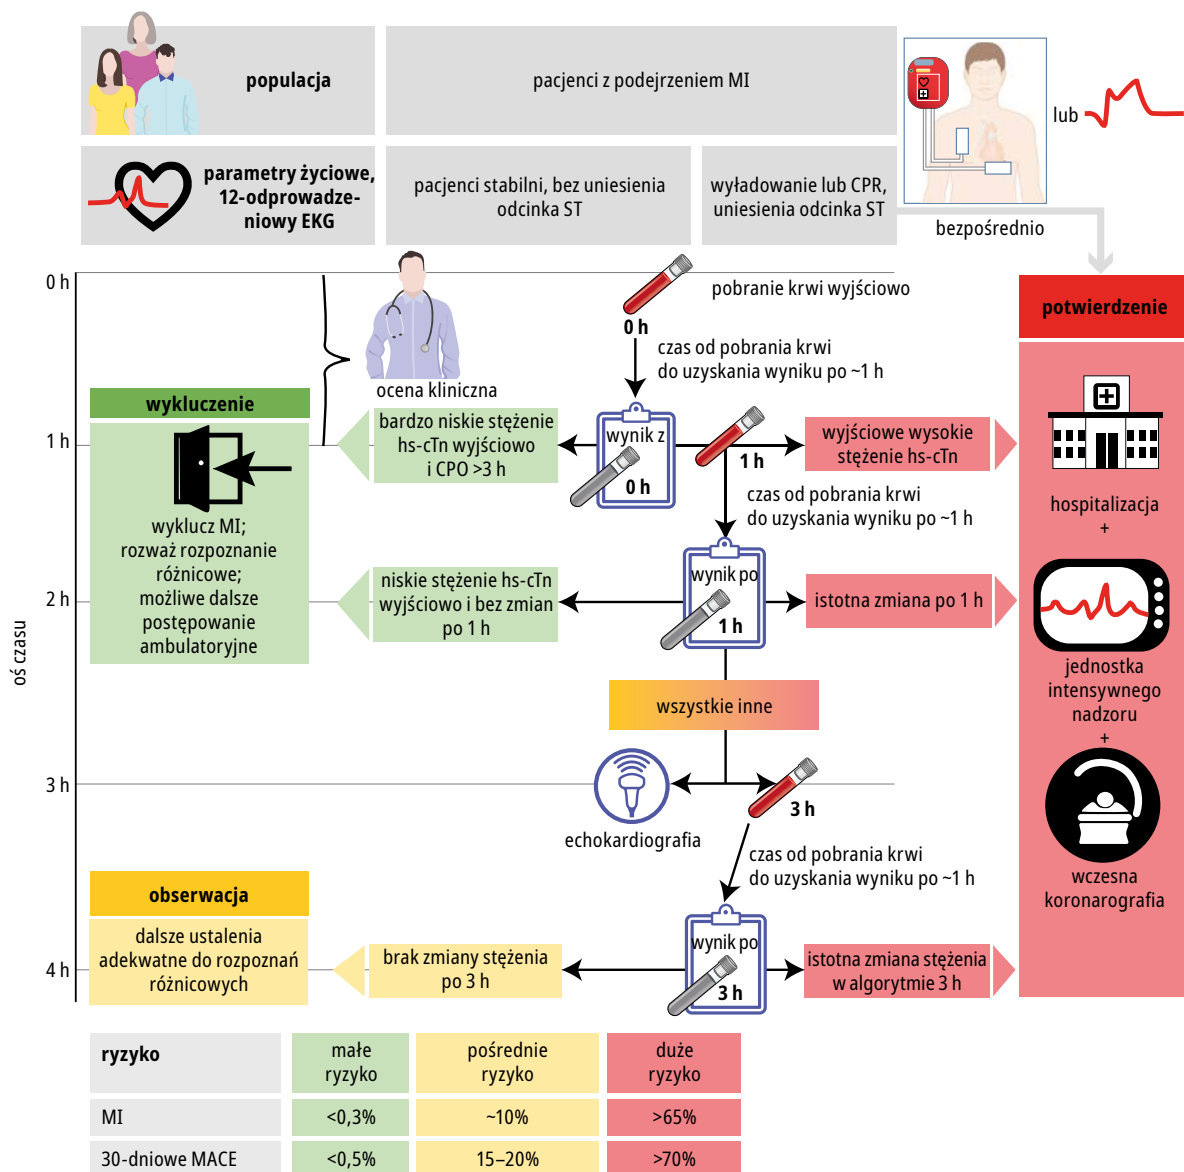 populacja
pacjenci z podejrzeniem MI
lub
parametry życiowe,
12-odprowadze-
niowy EKG
pacjenci stabilni, bez uniesienia
odcinka ST
wyładowanie lub CPR,
uniesienia odcinka ST
bezpośrednio
oś czasu
0 h
0 h
pobranie krwi wyjściowo
potwierdzenie
czas od pobrania krwi
do uzyskania wyniku po ~1 h
ocena kliniczna
wykluczenie
1 h
bardzo niskie stężenie
hs-cTn wyjściowo
i CPO >3 h
wynik z
0 h
1 h
wyjściowe wysokie
stężenie hs-cTn
hospitalizacja
+
czas od pobrania krwi
do uzyskania wyniku po ~1 h
wyklucz MI;
rozważ rozpoznanie
różnicowe;
możliwe dalsze
postępowanie
ambulatoryjne
2 h
niskie stężenie hs-cTn
wyjściowo i bez zmian
po 1 h
wynik po
1 h
istotna zmiana po 1 h
jednostka
intensywnego
nadzoru
+
wszystkie inne
3 h
echokardiografia
3 h
czas od pobrania krwi
do uzyskania wyniku po ~1 h
wczesna
koronarografia
obserwacja
dalsze ustalenia
adekwatne do rozpoznań
różnicowych
4 h
brak zmiany stężenia
po 3 h
wynik po
3 h
istotna zmiana stężenia
w algorytmie 3 h
ryzyko
małe
ryzyko
pośrednie
ryzyko
duże
ryzyko
MI
<0,3%
~10%
>65%
30-dniowe MACE
<0,5%
15–20%
>70%